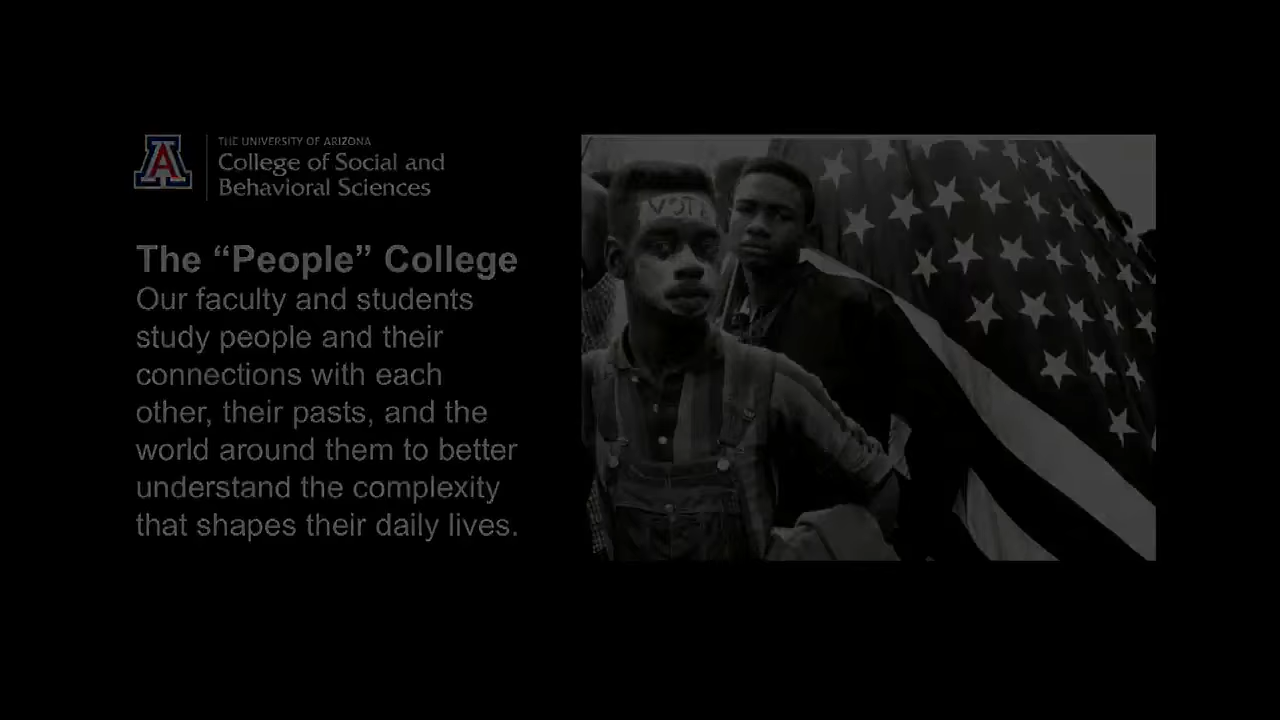 THE UNIVERSITY OF ARIZONA
College of Social and
Behavioral Sciences
The “People” College
Our faculty and students
study people and their
connections with each
other, their pasts, and the
world around them to better
understand the complexity
that shapes their daily lives.
VOTE